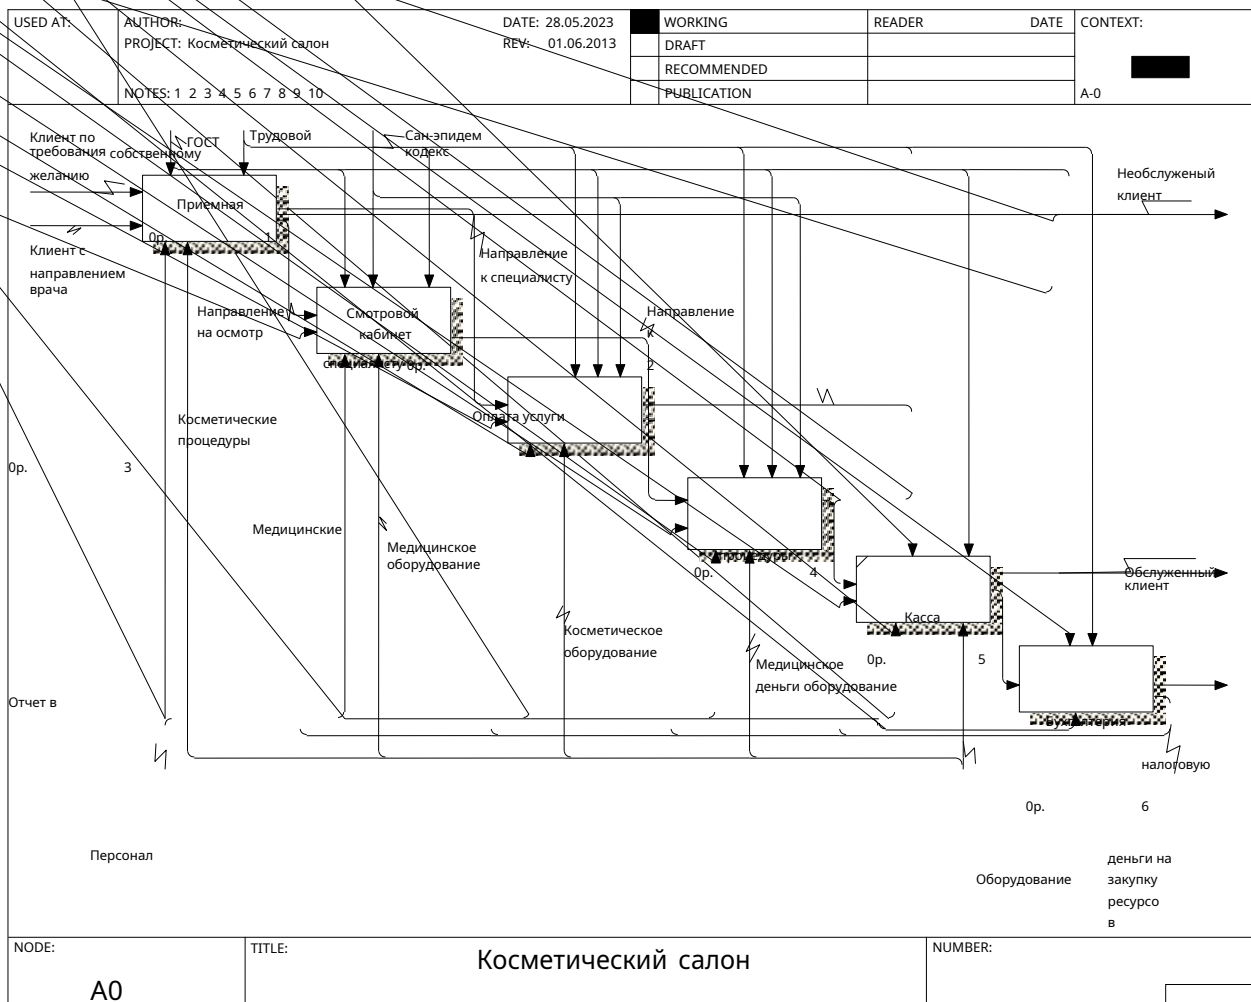 USED AT:
AUTHOR:
DATE: 28.05.2023
WORKING
READER
DATE
CONTEXT:
PROJECT: Косметический салон
REV: 01.06.2013
DRAFT
RECOMMENDED
NOTES: 1 2 3 4 5 6 7 8 9 10
PUBLICATION
A-0
Клиент по
ГОСТ
Трудовой
Сан-эпидем
требования
собственному
кодекс
желанию
Необслуженый
клиент
Приемная
0р.
1
Клиент с
направлением
врача
Направление
к специалисту
Направление
на осмотр
Смотровой
кабинет
Направление
к
специалисту
0р.
2
Косметические
процедуры
Оплата услуги
0р.
3
Медицинские
Медицинское
оборудование
процедуры
0р.
4
Обслуженный
клиент
Касса
Косметическое
оборудование
0р.
5
Медицинское
деньги оборудование
Отчет в
Бухгалтерия
налоговую
0р.
6
Персонал
Оборудование
деньги на
закупку
ресурсо
в
NODE:
TITLE:
NUMBER:
Косметический салон
A0